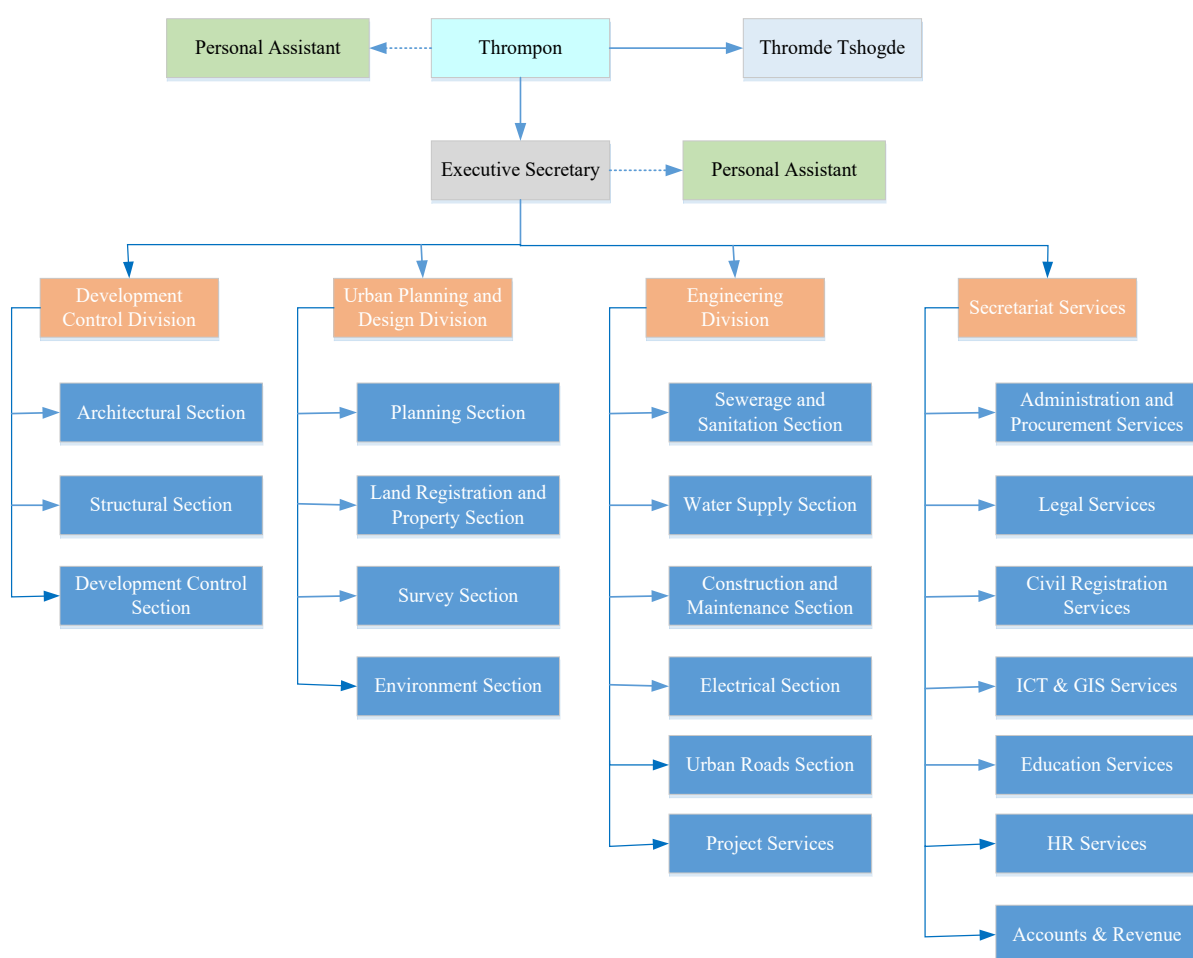 Personal Assistant
Thrompon
Thromde Tshogde
Executive Secretary
Personal Assistant
Development
Control Division
Urban Planning and
Design Division
Engineering
Division
Secretariat Services
Architectural Section
Structural Section
Development Control
Section
Planning Section
Land Registration and
Property Section
Survey Section
Environment Section
Sewerage and
Sanitation Section
Water Supply Section
Construction and
Maintenance Section
Electrical Section
Urban Roads Section
Project Services
Administration and
Procurement Services
Legal Services
Civil Registration
Services
ICT & GIS Services
Education Services
HR Services
Accounts & Revenue